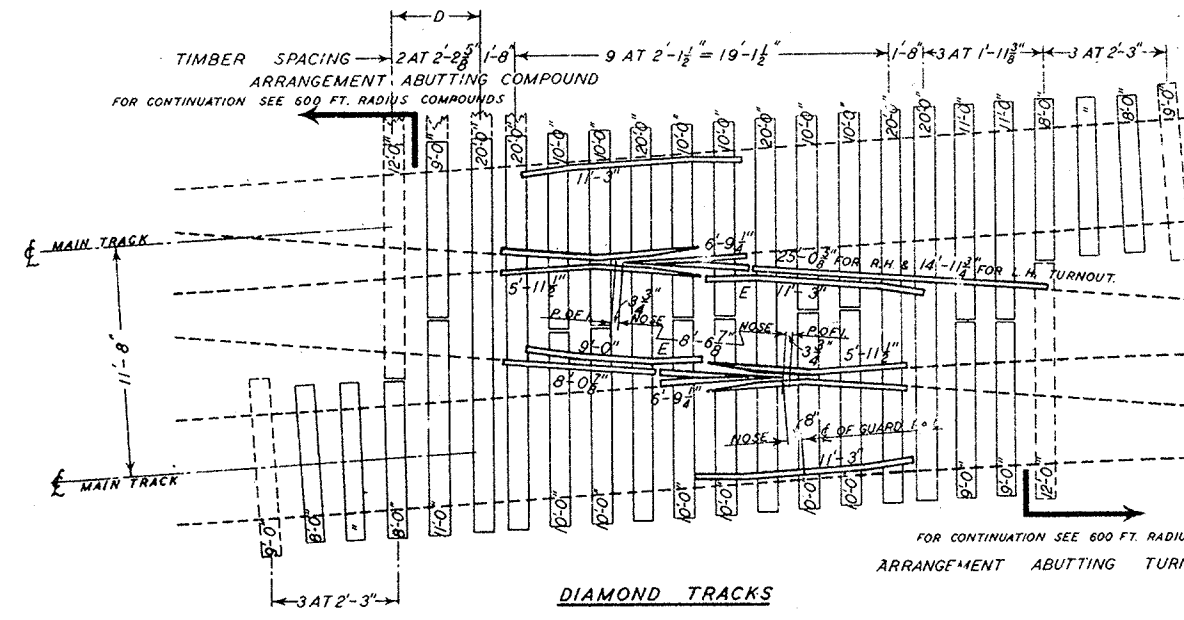 D
TIMBER SPACING 2 AT 2'-2 5/8" 1'-8" 9 AT 2'-1 1/2" = 19'-1 1/2" 1'-8" 3 AT 1'-11 3/8" 3 AT 2'-3"
ARRANGEMENT ABUTTING COMPOUND
FOR CONTINUATION SEE 600 FT. RADIUS COMPOUNDS
12'-0" 9'-0" 20'-0" 20'-0" 10'-0" 10'-0" 20'-0" 10'-0" 10'-0" 20'-0" 10'-0" 10'-0" 20'-0" 20'-0" 11'-0" 11'-0" 8'-0" " 8'-0" 9'-0"
11'-3"
℄ MAIN TRACK
6'-9 1/4"
25'-0 3/8" FOR R.H. & 14'-11 3/4" FOR L.H. TURNOUT.
5'-11 1/2"
E 11'-3"
3 3/4"
P. OF I. NOSE
8'-6 7/8"
NOSE P. OF I.
3 3/4"
11'-8"
9'-0" E
5'-11 1/2"
8'-0 7/8"
6'-9 1/4"
8"
NOSE ℄ OF GUARD
℄ MAIN TRACK
11'-3"
9'-0" 8'-0" " 8'-0" 1-0" 10'-0" 10'-0" 10'-0" 10'-0" 10'-0 10'-0" 9'-0" 9'-0" 12'-0"
FOR CONTINUATION SEE 600 FT. RADIU
ARRANGEMENT ABUTTING TUR
3 AT 2'-3"
DIAMOND TRACKS